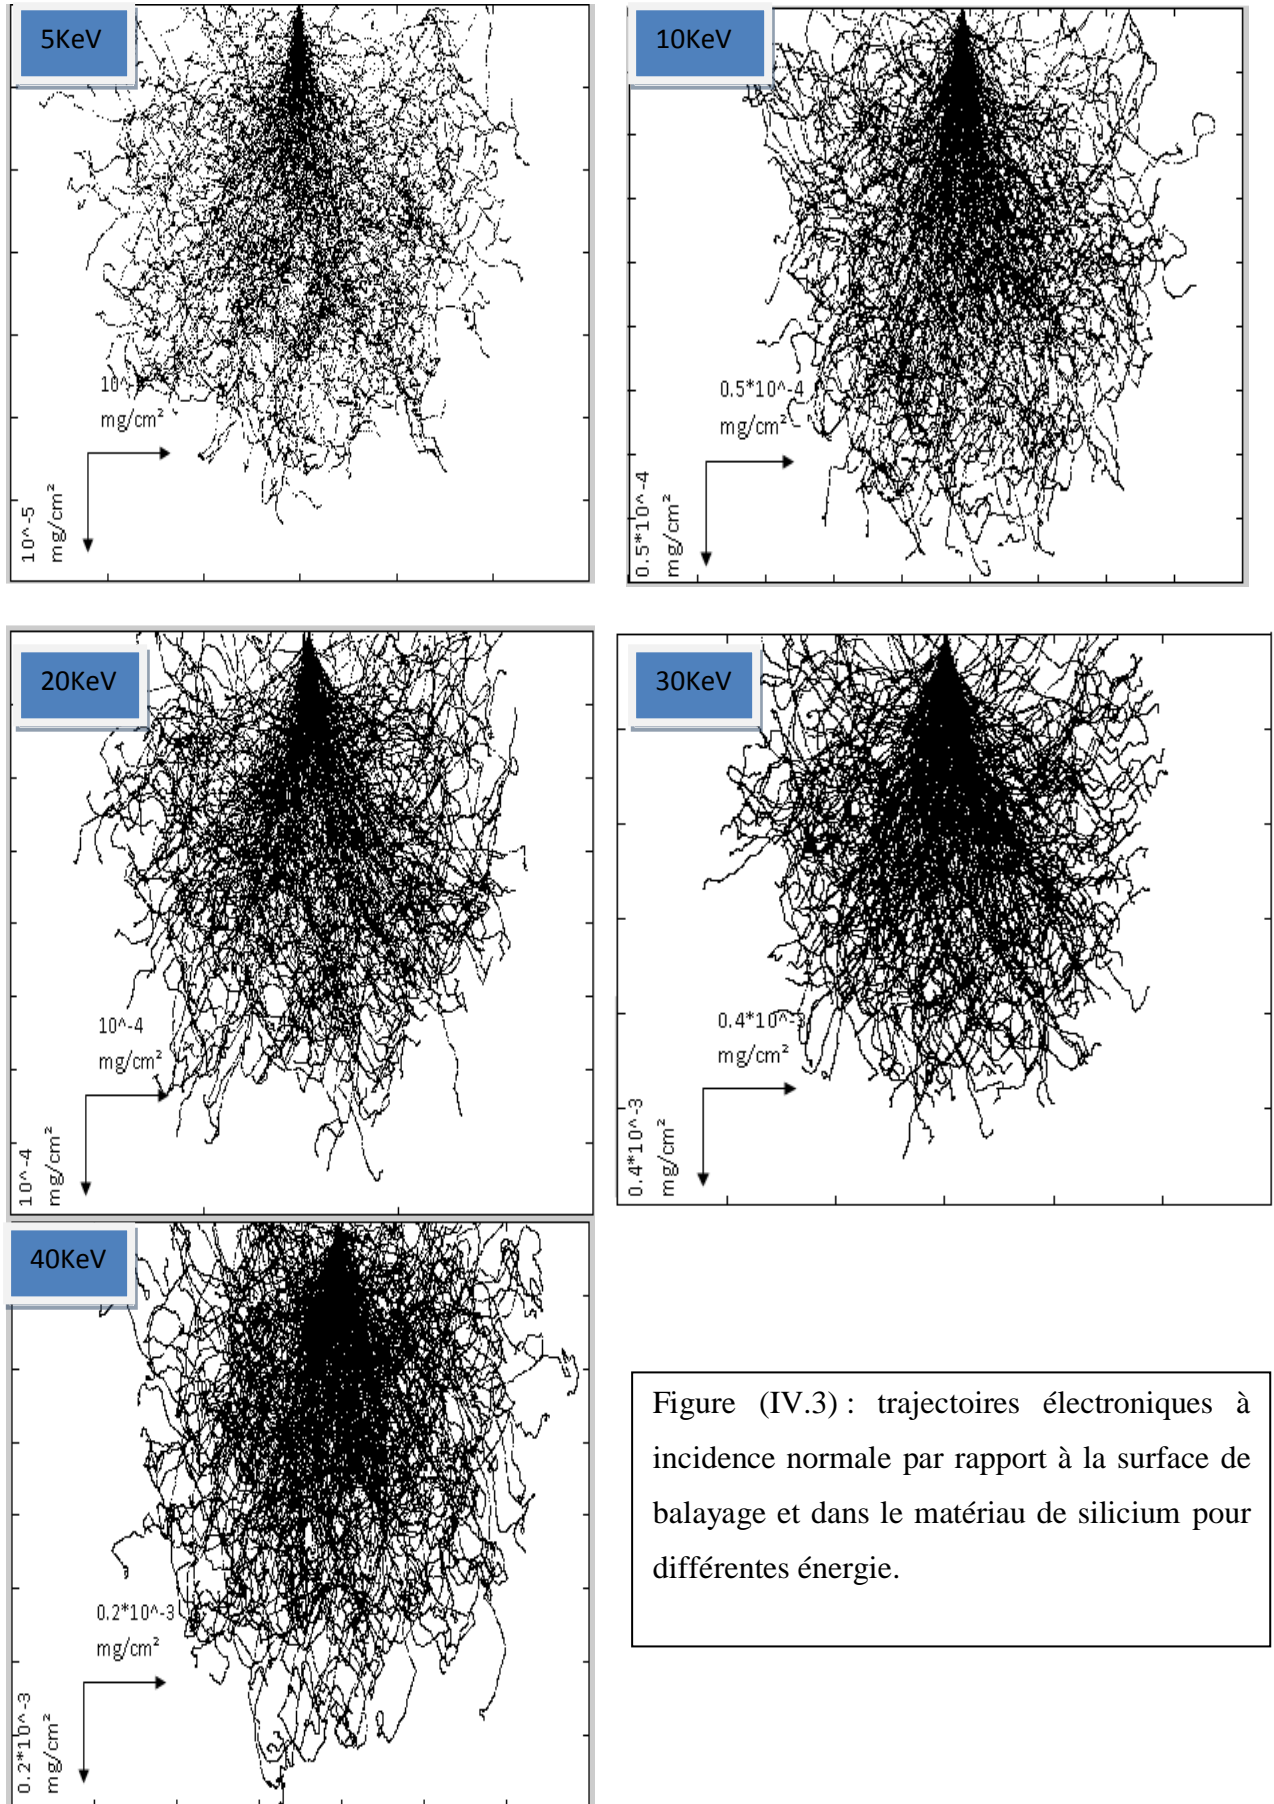 5KeV
10^-
mg/cm²
10^-5
mg/cm²
10KeV
0.5*10^-4
mg/cm²
0.5*10^-4
mg/cm²
20KeV
10^-4
mg/cm²
10^-4
mg/cm²
30KeV
0.4*10^-
mg/cm²
0.4*10^-3
mg/cm²
40KeV
0.2*10^-3
mg/cm²
0.2*10^-3
mg/cm²
Figure (IV.3) : trajectoires électroniques à
incidence normale par rapport à la surface de
balayage et dans le matériau de silicium pour
différentes énergie.